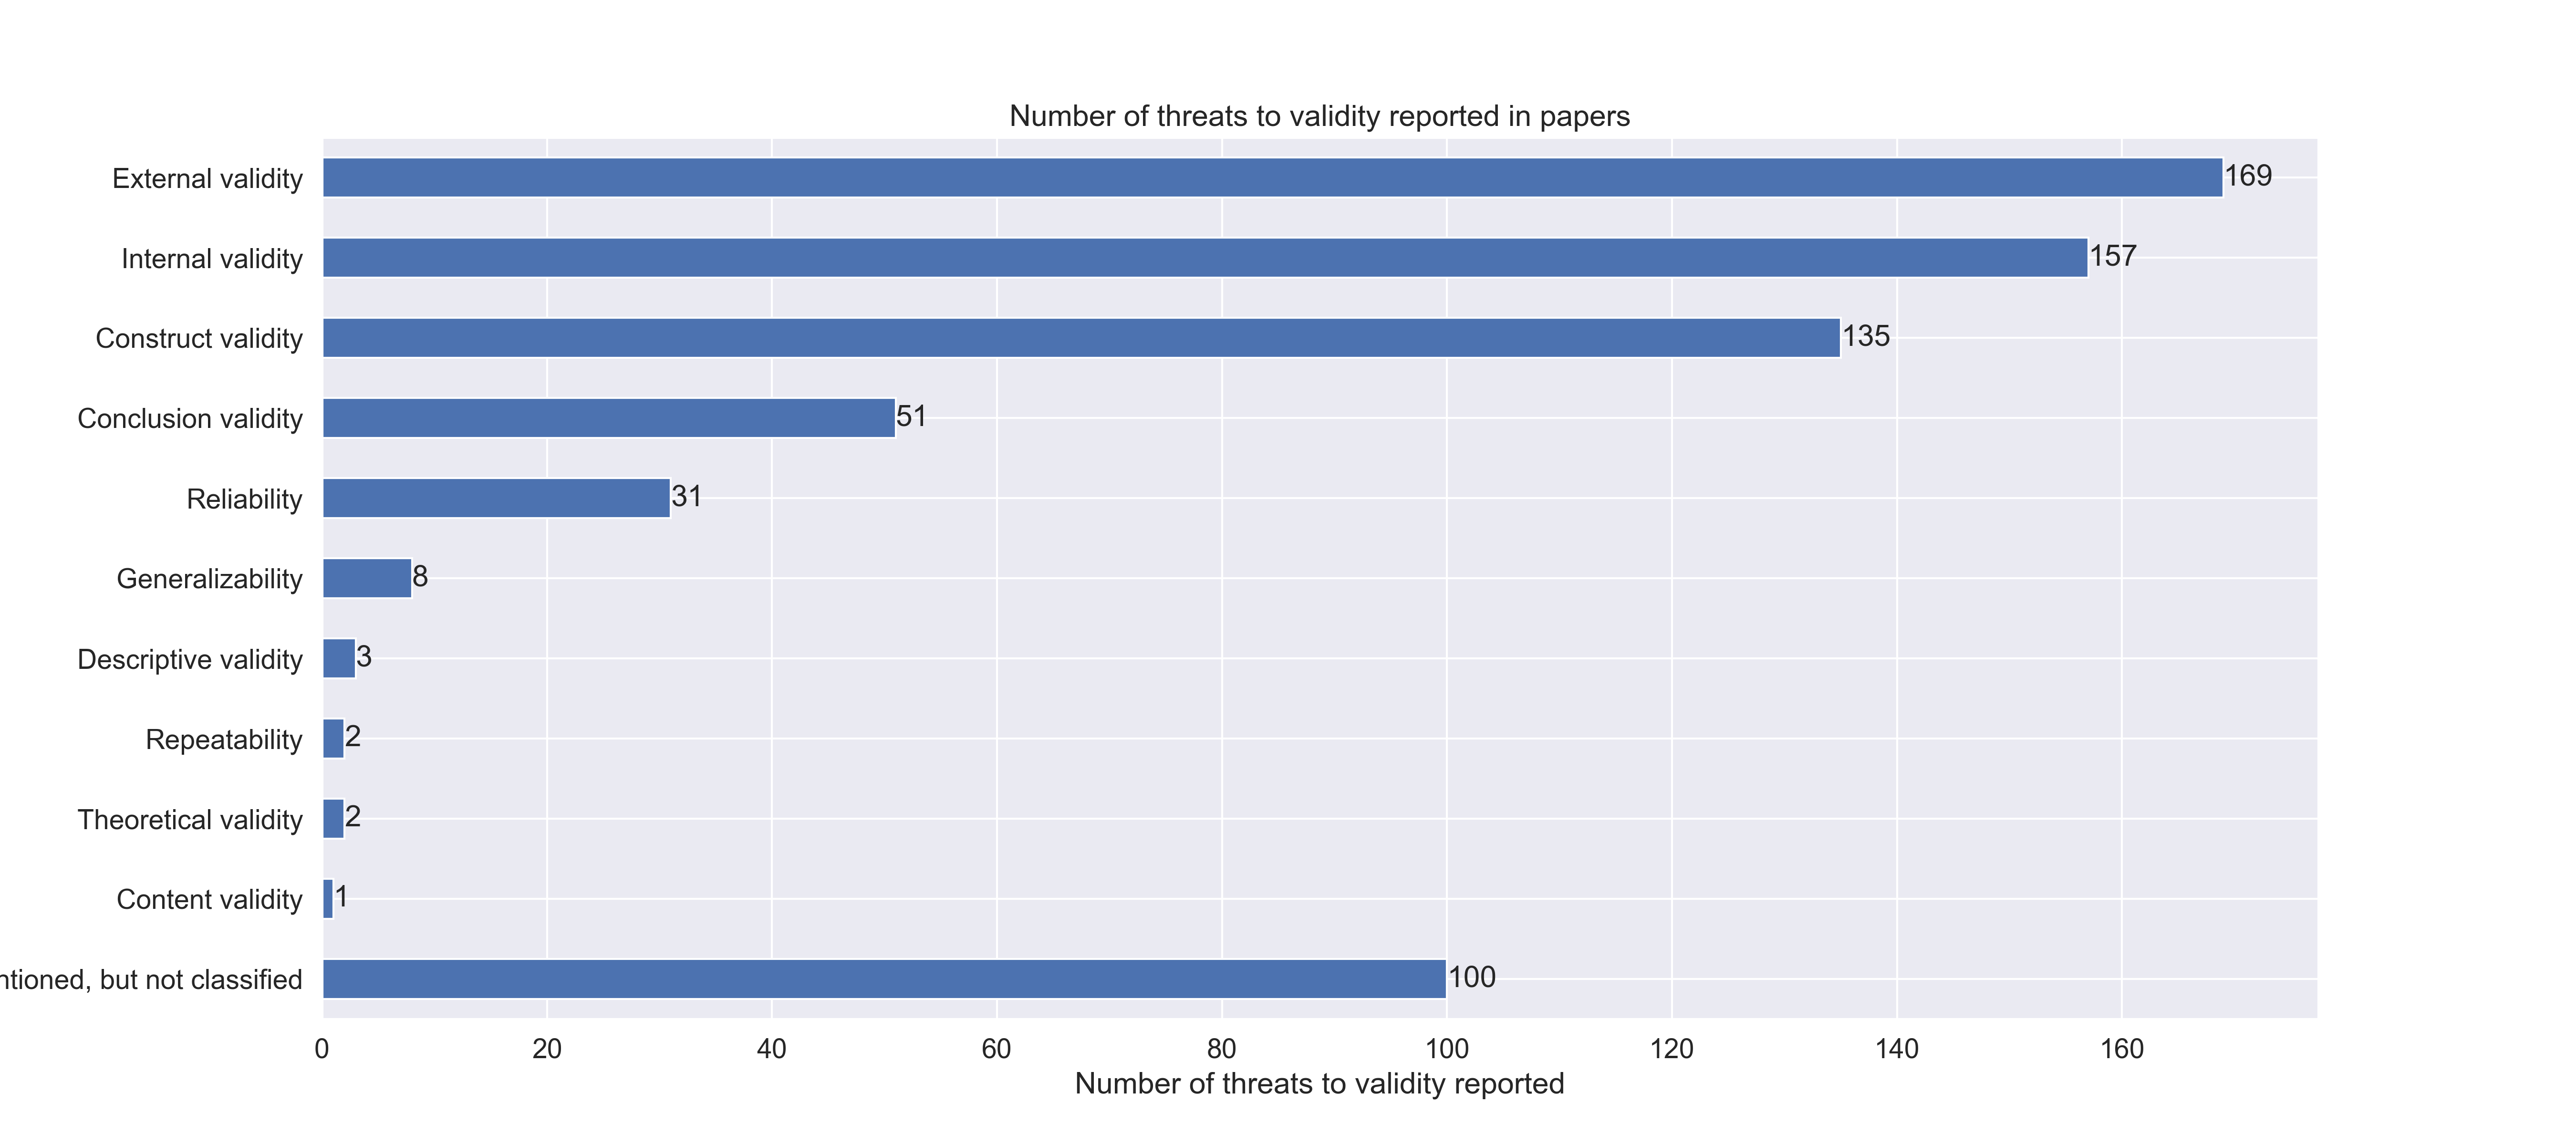 Number of threats to validity reported in papers
External validity 169
Internal validity 157
Construct validity 135
Conclusion validity 51
Reliability 31
Generalizability 8
Descriptive validity 3
Repeatability 2
Theoretical validity 2
Content validity 1
but not classified 100
0 20 40 60 80 100 120 140 160
Number of threats to validity reported